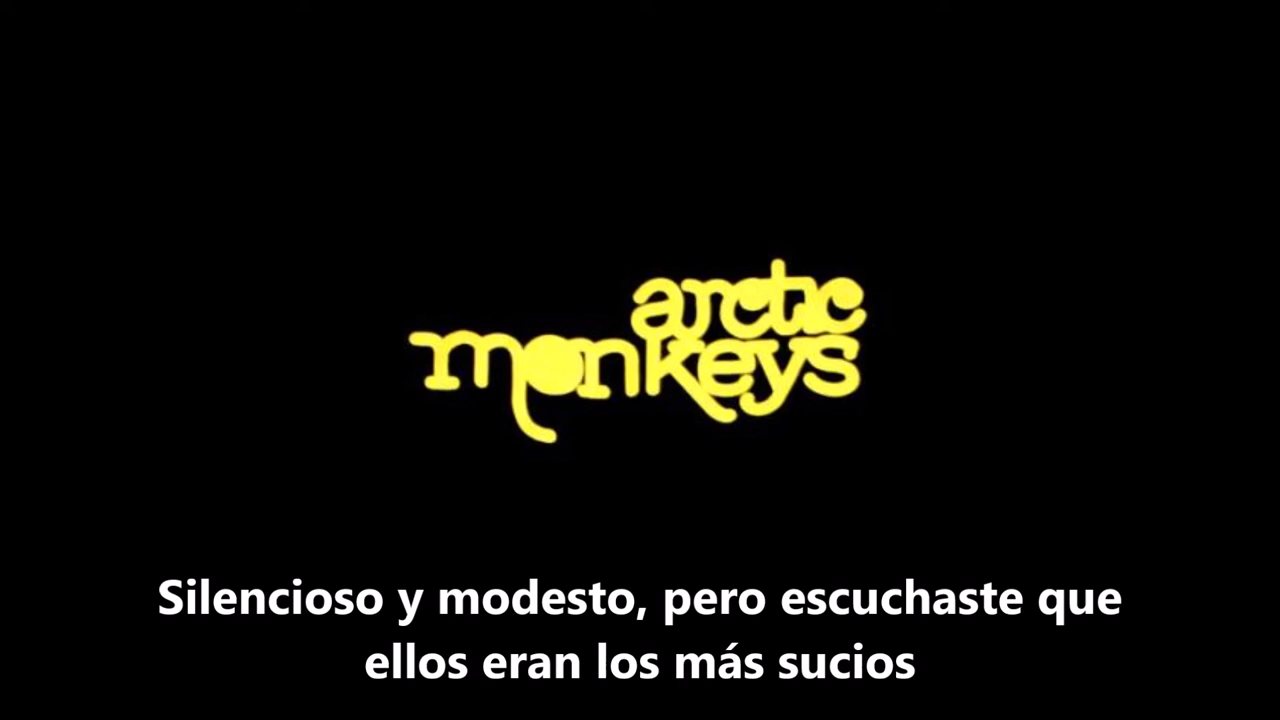 arctic
monkeys
Silencioso y modesto, pero escuchaste que
ellos eran los más sucios